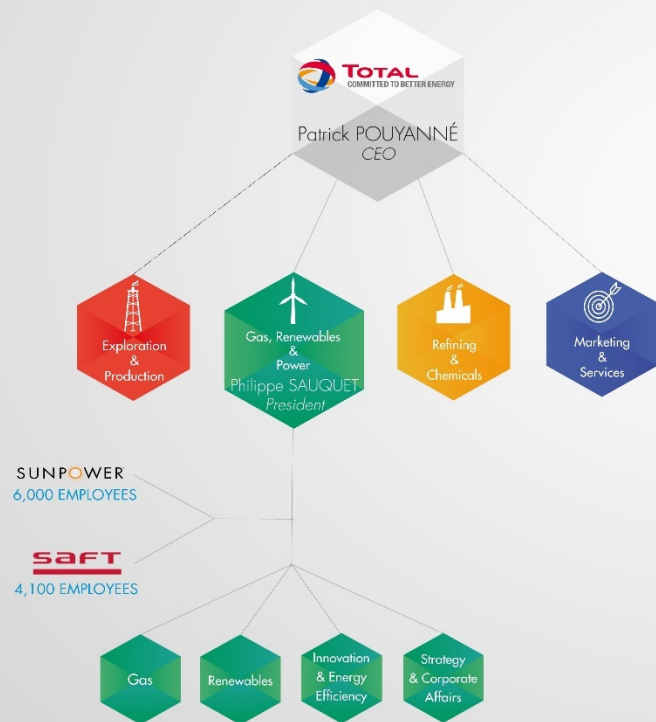 TOTAL
COMMITTED TO BETTER ENERGY
Patrick POUYANNÉ
CEO
Exploration
&
Production
Gas, Renewables
&
Power
Philippe SAUQUET
President
Refining
&
Chemicals
Marketing
&
Services
SUNPOWER
6,000 EMPLOYEES
SAFT
4,100 EMPLOYEES
Gas
Renewables
Innovation
& Energy
Efficiency
Strategy
& Corporate
Affairs